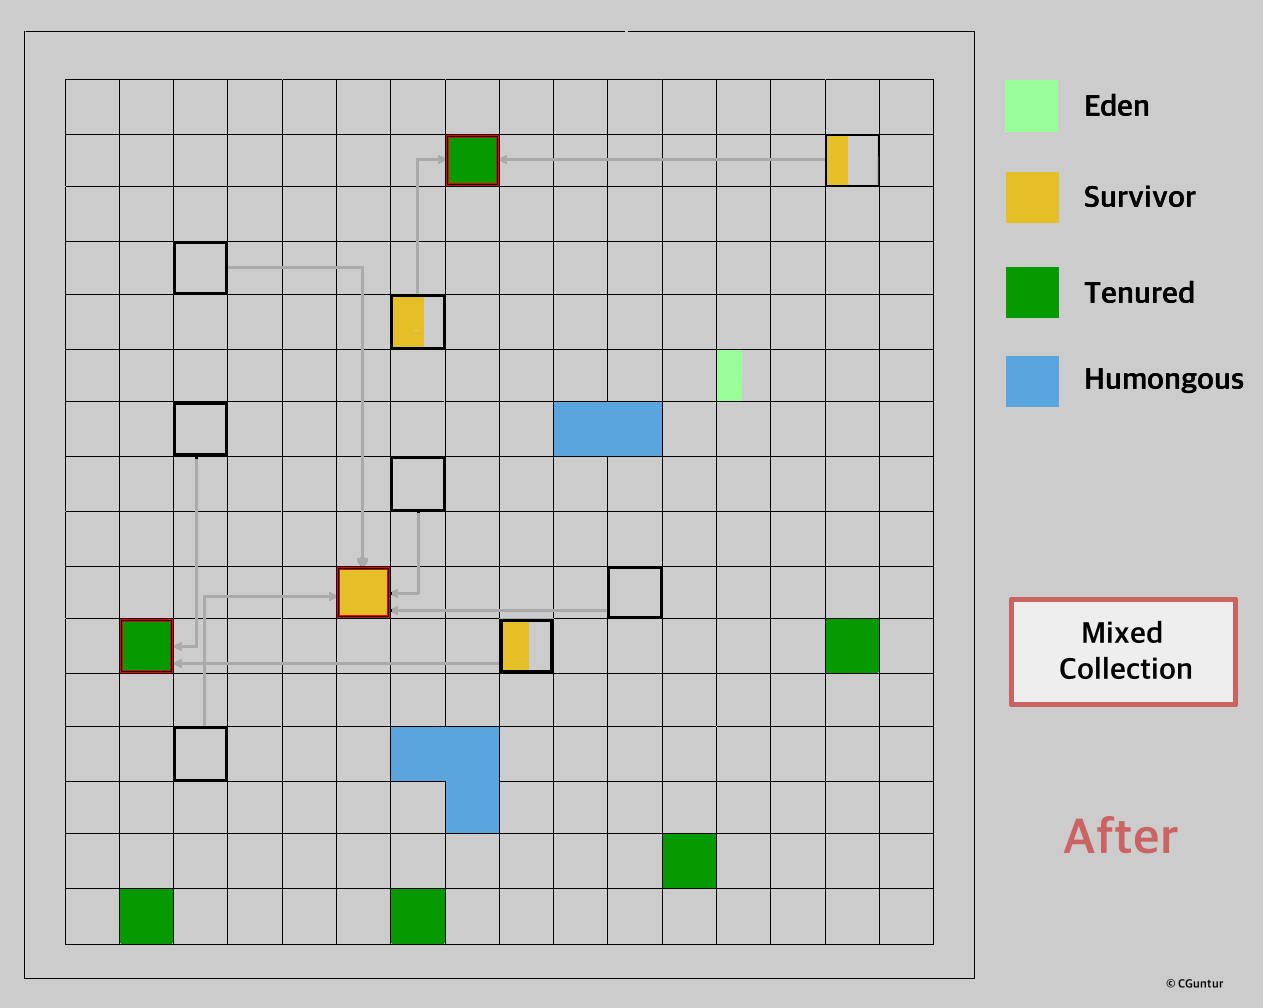 Eden
Survivor
Tenured
Humongous
Mixed
Collection
After
© CGuntur